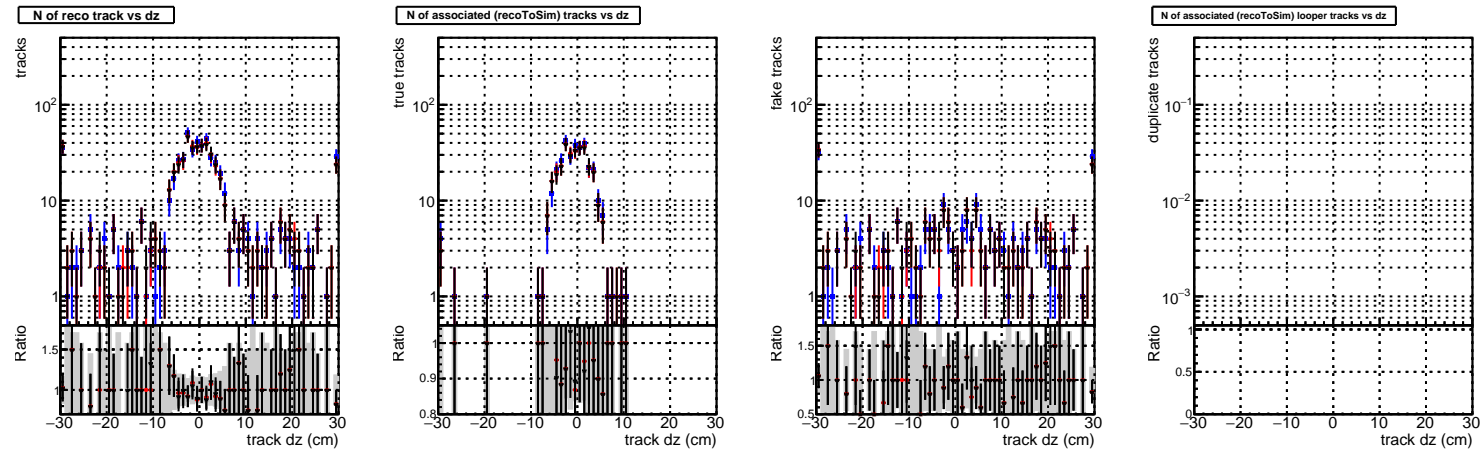 N of reco track vs dz
tracks
10²
10
1
Ratio
1.5
1
−30 −20 −10 0 10 20 30
track dz (cm)
N of associated (recoToSim) tracks vs dz
true tracks
10²
10
1
Ratio
1
0.9
0.8
−30 −20 −10 0 10 20 30
track dz (cm)
fake tracks
10²
10
1
Ratio
1.5
1
0.5
−30 −20 −10 0 10 20 30
track dz (cm)
N of associated (recoToSim) looper tracks vs dz
duplicate tracks
10⁻¹
10⁻²
10⁻³
Ratio
1
0.5
0
−30 −20 −10 0 10 20 30
track dz (cm)